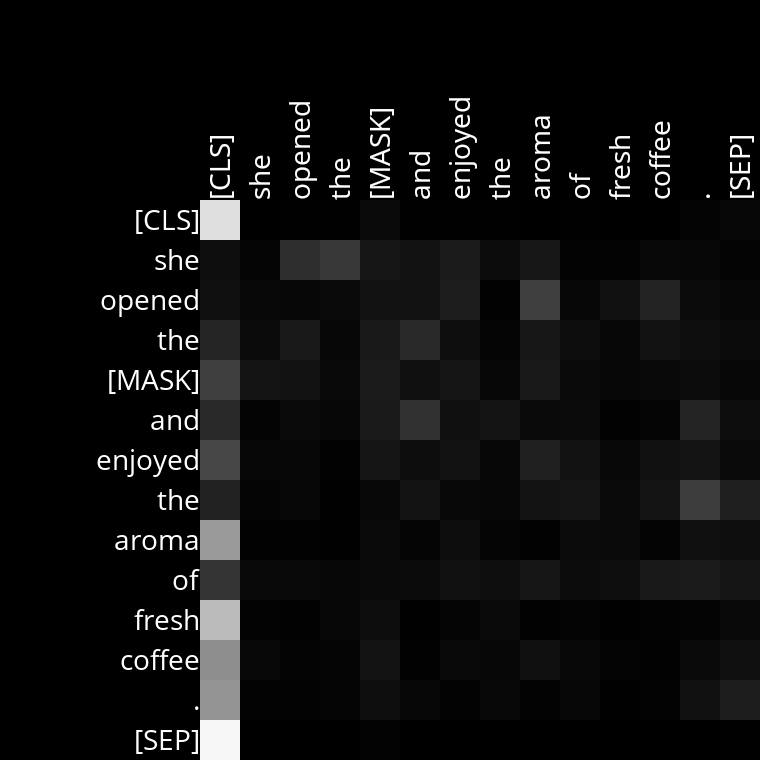 [CLS] she opened the [MASK] and enjoyed the aroma of fresh coffee . [SEP]
[CLS]
she
opened
the
[MASK]
and
enjoyed
the
aroma
of
fresh
coffee
.
[SEP]